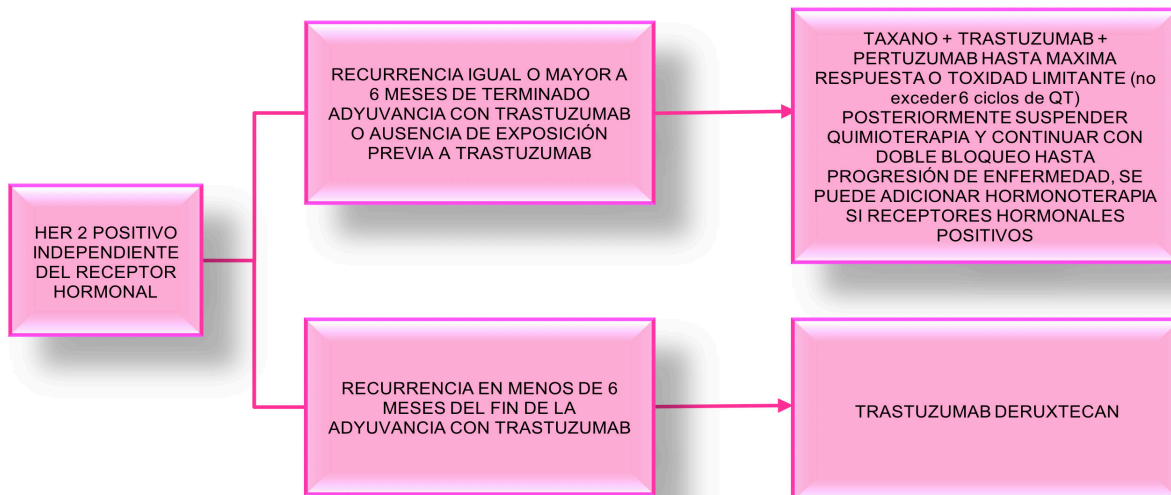 HER 2 POSITIVO
INDEPENDIENTE
DEL RECEPTOR
HORMONAL
RECURRENCIA IGUAL O MAYOR A
6 MESES DE TERMINADO
ADYUVANCIA CON TRASTUZUMAB
O AUSENCIA DE EXPOSICIÓN
PREVIA A TRASTUZUMAB
TAXANO + TRASTUZUMAB +
PERTUZUMAB HASTA MAXIMA
RESPUESTA O TOXIDAD LIMITANTE (no
exceder 6 ciclos de QT)
POSTERIORMENTE SUSPENDER
QUIMIOTERAPIA Y CONTINUAR CON
DOBLE BLOQUEO HASTA
PROGRESIÓN DE ENFERMEDAD, SE
PUEDE ADICIONAR HORMONOTERAPIA
SI RECEPTORES HORMONALES
POSITIVOS
RECURRENCIA EN MENOS DE 6
MESES DEL FIN DE LA
ADYUVANCIA CON TRASTUZUMAB
TRASTUZUMAB DERUXTECAN